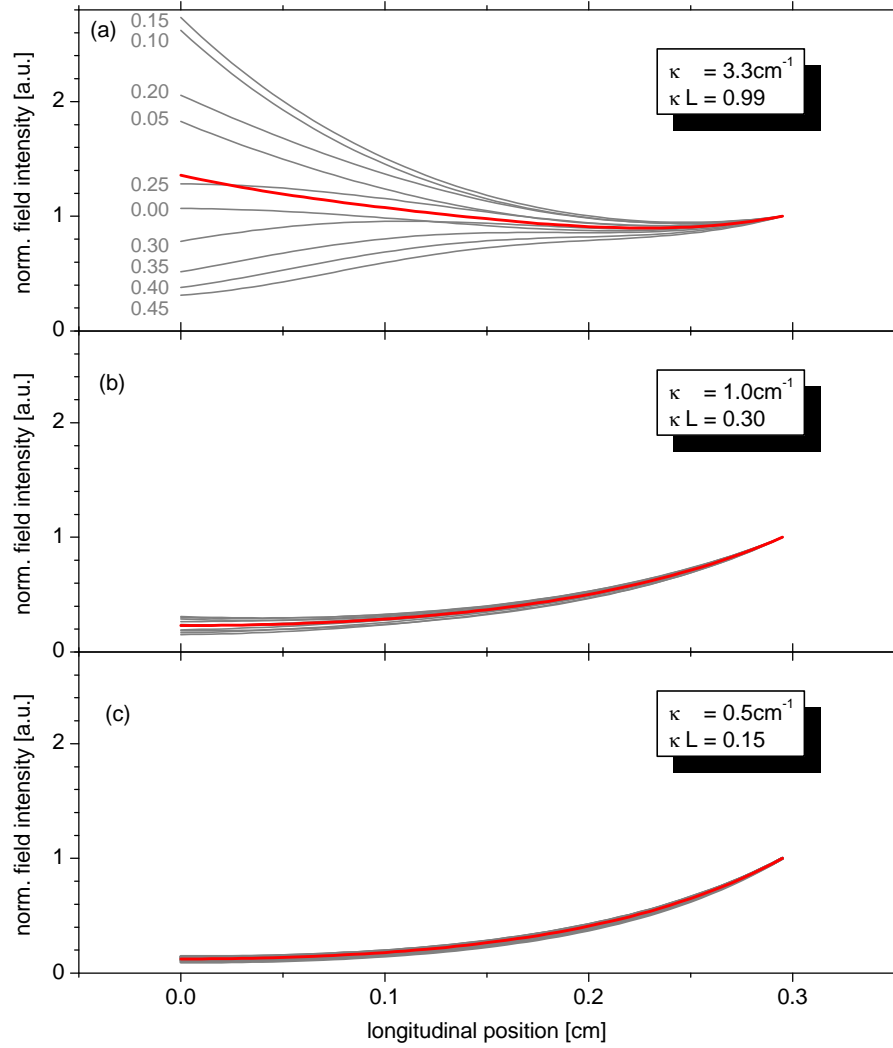 (a)
0.15
0.10
0.20
0.05
0.25
0.00
0.30
0.35
0.40
0.45
κ = 3.3cm⁻¹
κ L = 0.99
2
1
0
norm. field intensity [a.u.]
(b)
κ = 1.0cm⁻¹
κ L = 0.30
2
1
0
norm. field intensity [a.u.]
(c)
κ = 0.5cm⁻¹
κ L = 0.15
2
1
0
norm. field intensity [a.u.]
0.0 0.1 0.2 0.3
longitudinal position [cm]